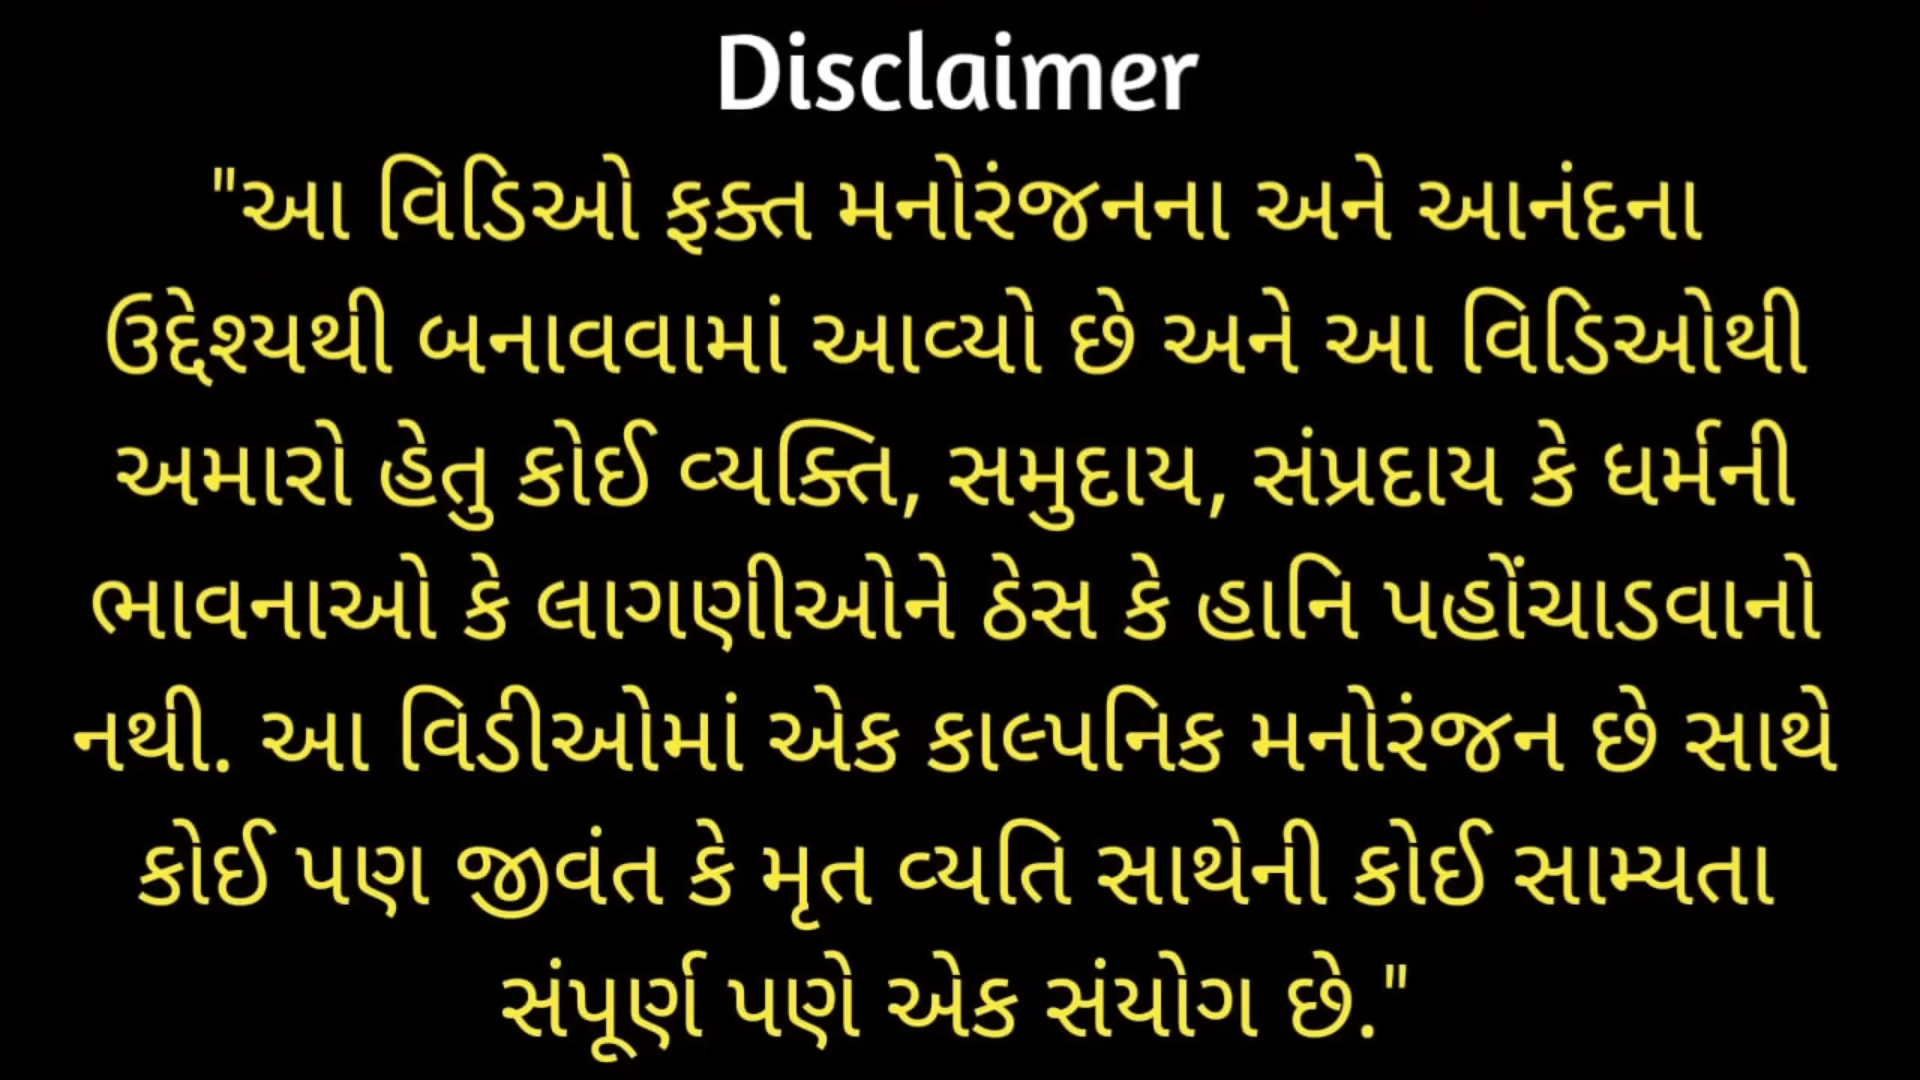 Disclaimer
"આ વિડિઓ ફક્ત મનોરંજનના અને આનંદના
ઉદ્દેશ્યથી બનાવવામાં આવ્યો છે અને આ વિડિઓથી
અમારો હેતુ કોઈ વ્યક્તિ, સમુદાય, સંપ્રદાય કે ધર્મની
ભાવનાઓ કે લાગણીઓને ઠેસ કે હાનિ પહોંચાડવાનો
નથી. આ વિડીઓમાં એક કાલ્પનિક મનોરંજન છે સાથે
કોઈ પણ જીવંત કે મૃત વ્યતિ સાથેની કોઈ સામ્યતા
સંપૂર્ણ પણે એક સંયોગ છે."